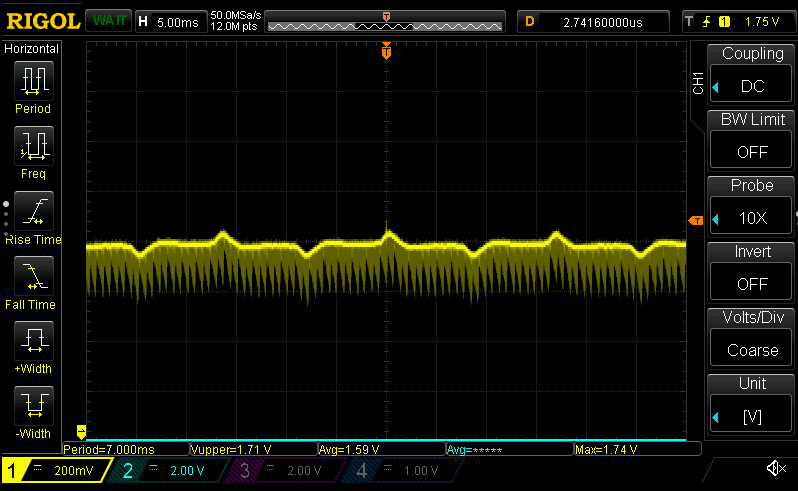 RIGOL WAIT H 5.00ms 50.0MSa/s D 2.74160000us T 1 1.75 V
12.0M pts
T
Horizontal
Period
Freq
Rise Time
Fall Time
+Width
-Width
T
T
CH1
Coupling
DC
BW Limit
OFF
Probe
10X
Invert
OFF
Volts/Div
Coarse
Unit
[V]
Period=7.000ms Vupper=1.71 V Avg=1.59 V Avg=***** Max=1.74 V
1 200mV 2 2.00 V 3 2.00 V 4 1.00 V